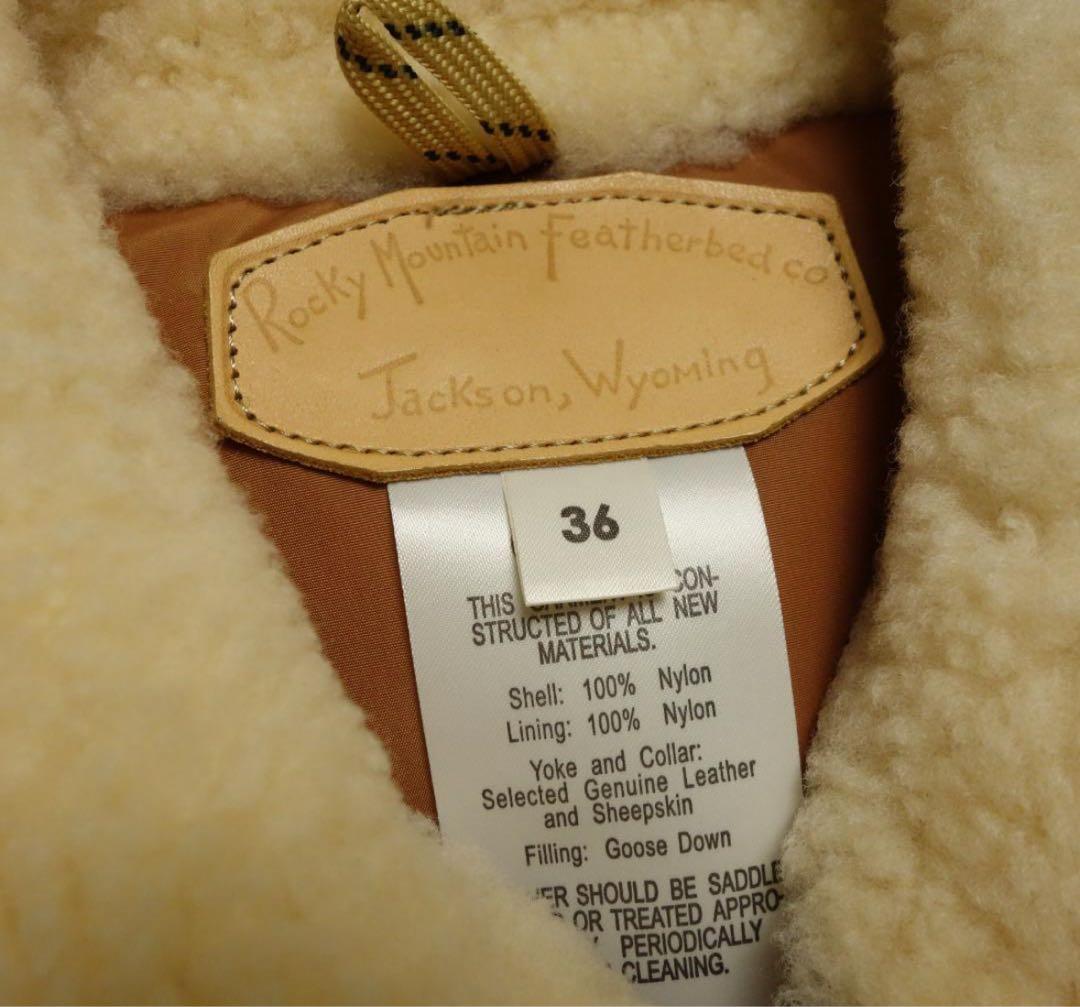 Rocky Mountain Featherbed co
Jackson, Wyoming
36
THIS CON-
STRUCTED OF ALL NEW
MATERIALS.
Shell: 100% Nylon
Lining: 100% Nylon
Yoke and Collar:
Selected Genuine Leather
and Sheepskin
Filling: Goose Down
SHOULD BE SADDLE
OR TREATED APPRO-
PERIODICALLY
CLEANING.